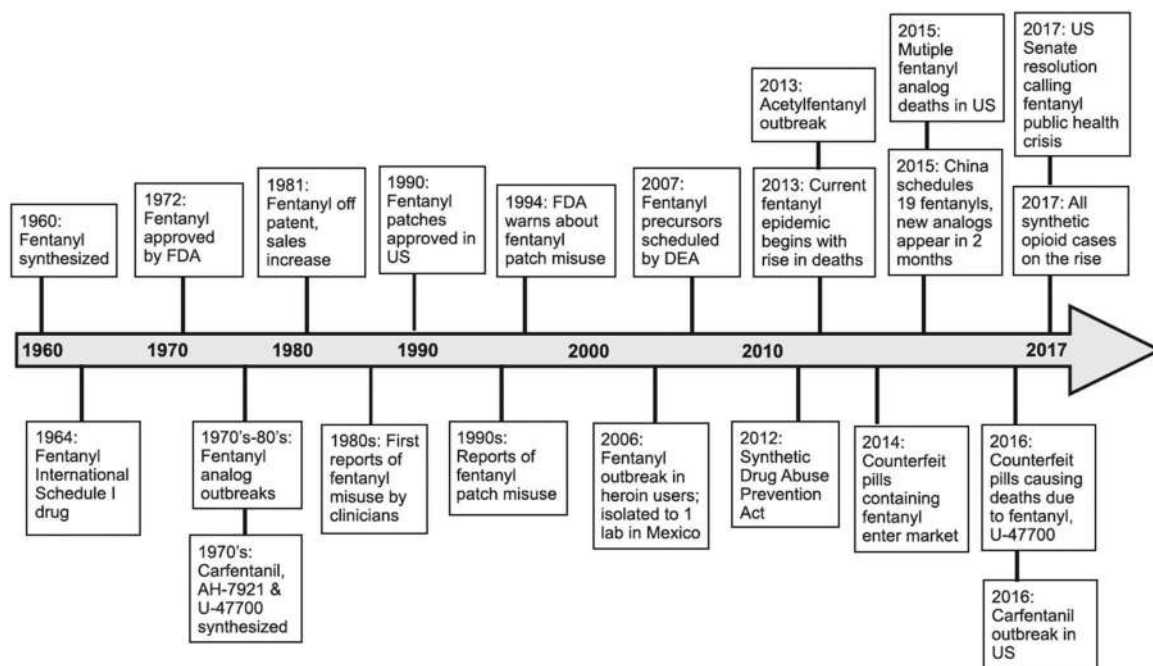 1960:
Fentanyl
synthesized
1972:
Fentanyl
approved
by FDA
1981:
Fentanyl off
patent,
sales
increase
1990:
Fentanyl
patches
approved in
US
1994: FDA
warns about
fentanyl
patch misuse
2007:
Fentanyl
precursors
scheduled
by DEA
2013:
Acetylfentanyl
outbreak
2013: Current
fentanyl
epidemic
begins with
rise in deaths
2015:
Mutiple
fentanyl
analog
deaths in US
2015: China
schedules
19 fentanyls,
new analogs
appear in 2
months
2017: US
Senate
resolution
calling
fentanyl
public health
crisis
2017: All
synthetic
opioid cases
on the rise
1960 1970 1980 1990 2000 2010 2017
1964:
Fentanyl
International
Schedule I
drug
1970's-80's:
Fentanyl
analog
outbreaks
1970's:
Carfentanil,
AH-7921 &
U-47700
synthesized
1980s: First
reports of
fentanyl
misuse by
clinicians
1990s:
Reports of
fentanyl
patch misuse
2006:
Fentanyl
outbreak in
heroin users;
isolated to 1
lab in Mexico
2012:
Synthetic
Drug Abuse
Prevention
Act
2014:
Counterfeit
pills
containing
fentanyl
enter market
2016:
Counterfeit
pills causing
deaths due
to fentanyl,
U-47700
2016:
Carfentanil
outbreak in
US